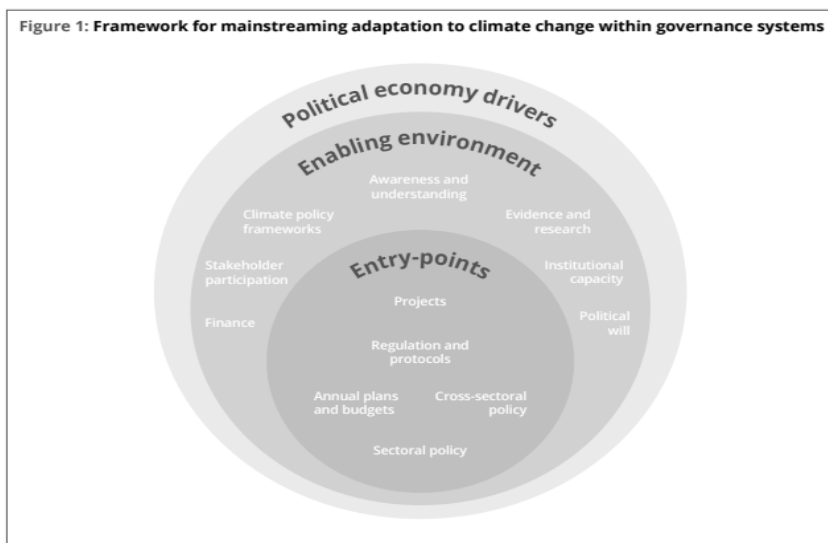 Figure 1: Framework for mainstreaming adaptation to climate change within governance systems
Political economy drivers
Enabling environment
Awareness and
understanding
Climate policy
frameworks
Evidence and
research
Stakeholder
participation
Institutional
capacity
Finance
Political
will
Entry-points
Projects
Regulation and
protocols
Annual plans
and budgets
Cross-sectoral
policy
Sectoral policy